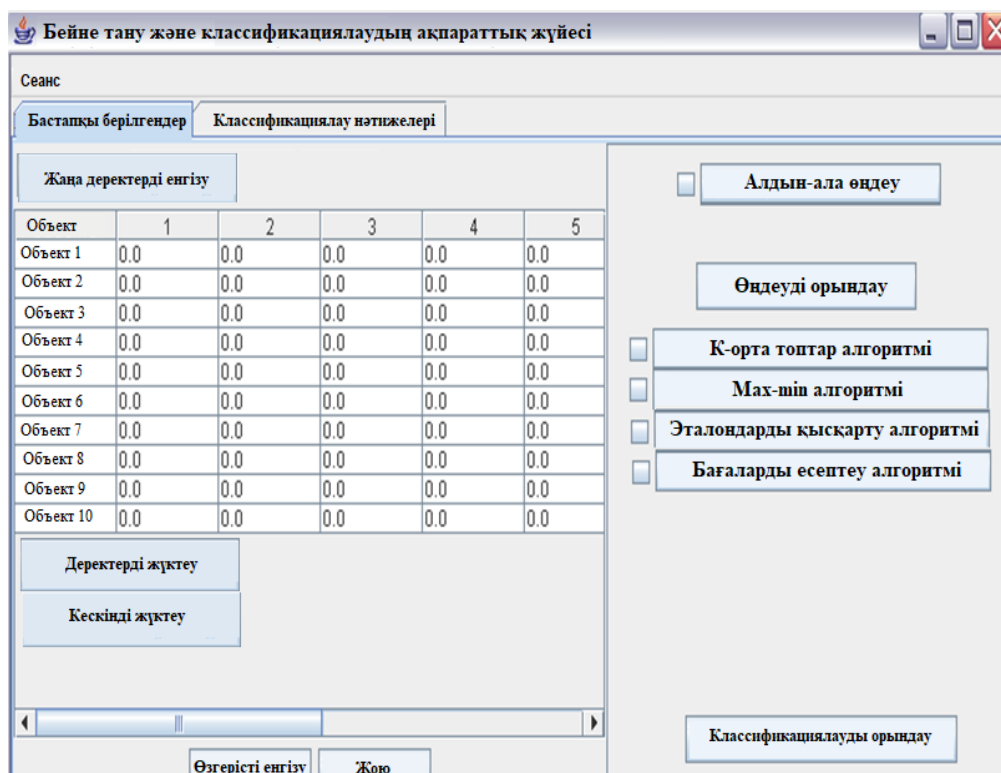 Бейне тану және классификациялаудың ақпараттық жүйесі
Сеанс
Бастапқы берілгендер Классификациялау нәтижелері
Жаңа деректерді енгізу
Объект 1 2 3 4 5
Объект 1 0.0 0.0 0.0 0.0 0.0
Объект 2 0.0 0.0 0.0 0.0 0.0
Объект 3 0.0 0.0 0.0 0.0 0.0
Объект 4 0.0 0.0 0.0 0.0 0.0
Объект 5 0.0 0.0 0.0 0.0 0.0
Объект 6 0.0 0.0 0.0 0.0 0.0
Объект 7 0.0 0.0 0.0 0.0 0.0
Объект 8 0.0 0.0 0.0 0.0 0.0
Объект 9 0.0 0.0 0.0 0.0 0.0
Объект 10 0.0 0.0 0.0 0.0 0.0
Деректерді жүктеу
Кескінді жүктеу
Өзгерісті енгізу Жою
Алдын-ала өңдеу
Өңдеуді орындау
К-орта топтар алгоритмі
Max-min алгоритмі
Эталондарды қысқарту алгоритмі
Бағаларды есептеу алгоритмі
Классификациялауды орындау